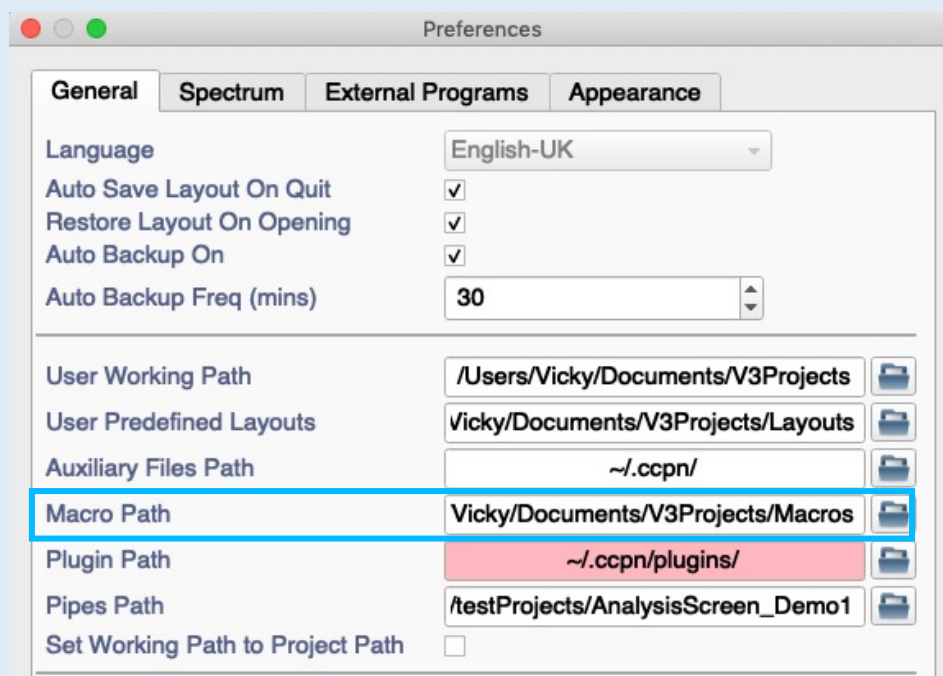 Preferences
General Spectrum External Programs Appearance
Language English-UK
Auto Save Layout On Quit
Restore Layout On Opening
Auto Backup On
Auto Backup Freq (mins) 30
User Working Path /Users/Vicky/Documents/V3Projects
User Predefined Layouts Vicky/Documents/V3Projects/Layouts
Auxiliary Files Path ~/.ccpn/
Macro Path Vicky/Documents/V3Projects/Macros
Plugin Path ~/.ccpn/plugins/
Pipes Path /testProjects/AnalysisScreen_Demo1
Set Working Path to Project Path